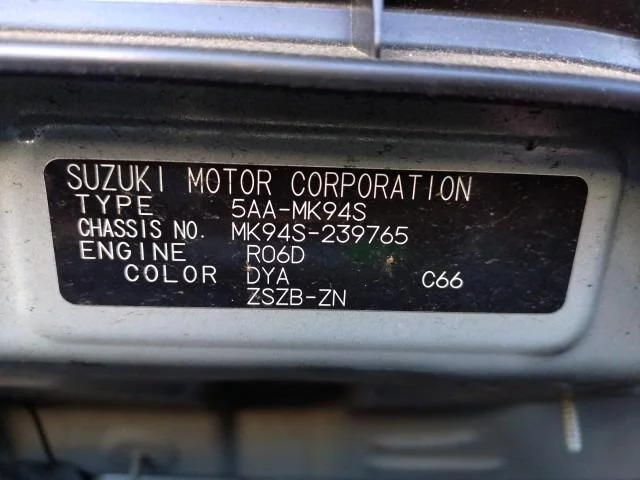 SUZUKI MOTOR CORPORATION
TYPE 5AA-MK94S
CHASSIS NO. MK94S-239765
ENGINE R06D
COLOR DYA C66
ZSZB-ZN